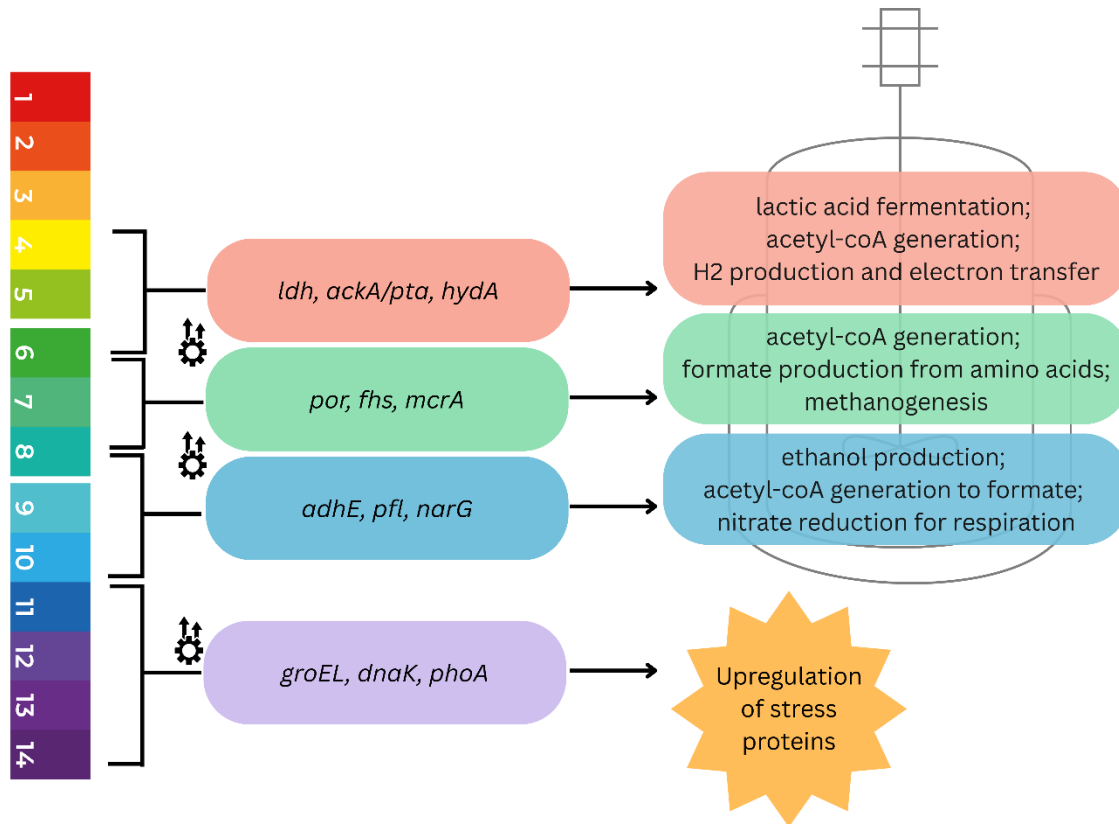 1
2
3
4
5
6
7
8
9
10
11
12
13
14
ldh, ackA/pta, hydA
lactic acid fermentation;
acetyl-coA generation;
H2 production and electron transfer
por, fhs, mcrA
acetyl-coA generation;
formate production from amino acids;
methanogenesis
adhE, pfl, narG
ethanol production;
acetyl-coA generation to formate;
nitrate reduction for respiration
groEL, dnaK, phoA
Upregulation
of stress
proteins